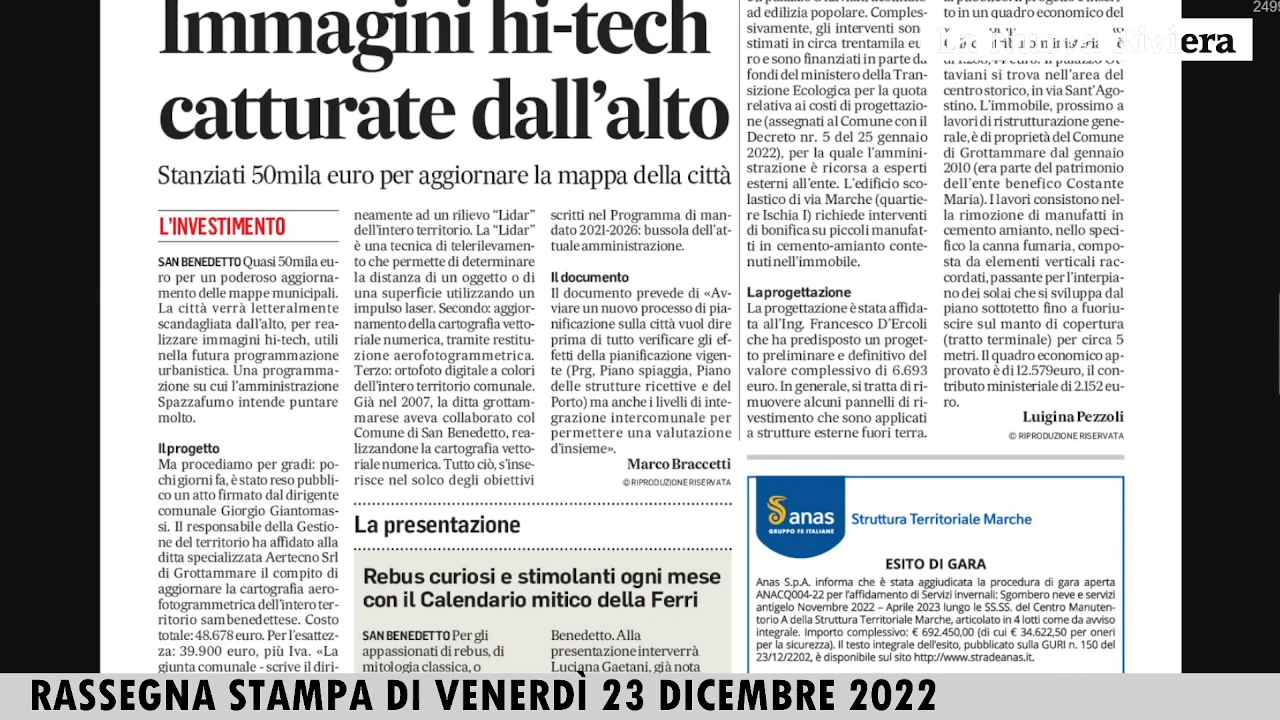 Immagini hi-tech
catturate dall’alto
Stanziati 50mila euro per aggiornare la mappa della città
L’INVESTIMENTO
SAN BENEDETTO Quasi 50mila eu-
ro per un poderoso aggiorna-
mento delle mappe municipali.
La città verrà letteralmente
scandagliata dall’alto, per rea-
lizzare immagini hi-tech, utili
nella futura programmazione
urbanistica. Una programma-
zione su cui l’amministrazione
Spazzafumo intende puntare
molto.
Il progetto
Ma procediamo per gradi: po-
chi giorni fa, è stato reso pubbli-
co un atto firmato dal dirigente
comunale Giorgio Giantomas-
si. Il responsabile della Gestio-
ne del territorio ha affidato alla
ditta specializzata Aertecno Srl
di Grottammare il compito di
aggiornare la cartografia aero-
fotogrammetrica dell’intero ter-
ritorio sambenedettese. Costo
totale: 48.678 euro. Per l’esattez-
za: 39.900 euro, più Iva. «La
giunta comunale - scrive il diri-
neamente ad un rilievo “Lidar”
dell’intero territorio. La “Lidar”
è una tecnica di telerilevamen-
to che permette di determinare
la distanza di un oggetto o di
una superficie utilizzando un
impulso laser. Secondo: aggior-
namento della cartografia vetto-
riale numerica, tramite restitu-
zione aerofotogrammetrica.
Terzo: ortofoto digitale a colori
dell’intero territorio comunale.
Già nel 2007, la ditta grottam-
marese aveva collaborato col
Comune di San Benedetto, rea-
lizzandone la cartografia vetto-
riale numerica. Tutto ciò, s’inse-
risce nel solco degli obiettivi
scritti nel Programma di man-
dato 2021-2026: bussola dell’at-
tuale amministrazione.
Il documento
Il documento prevede di «Av-
viare un nuovo processo di pia-
nificazione sulla città vuol dire
prima di tutto verificare gli ef-
fetti della pianificazione vigen-
te (Prg, Piano spiaggia, Piano
delle strutture ricettive e del
Porto) ma anche i livelli di inte-
grazione intercomunale per
permettere una valutazione
d’insieme».
Marco Braccetti
© RIPRODUZIONE RISERVATA
La presentazione
Rebus curiosi e stimolanti ogni mese
con il Calendario mitico della Ferri
SAN BENEDETTO Per gli
appassionati di rebus, di
mitologia classica, o
Benedetto. Alla
presentazione interverrà
Luciana Gaetani, già nota
ad edilizia popolare. Comples-
sivamente, gli interventi sono
stimati in circa trentamila eu-
ro e sono finanziati in parte da
fondi del ministero della Tran-
sizione Ecologica per la quota
relativa ai costi di progettazio-
ne (assegnati al Comune con il
Decreto nr. 5 del 25 gennaio
2022), per la quale l’ammini-
strazione è ricorsa a esperti
esterni all’ente. L’edificio sco-
lastico di via Marche (quartie-
re Ischia I) richiede interventi
di bonifica su piccoli manufat-
ti in cemento-amianto conte-
nuti nell’immobile.
La progettazione
La progettazione è stata affida-
ta all’Ing. Francesco D’Ercoli
che ha predisposto un proget-
to preliminare e definitivo del
valore complessivo di 6.693
euro. In generale, si tratta di ri-
muovere alcuni pannelli di ri-
vestimento che sono applicati
a strutture esterne fuori terra.
to in un quadro economico del
taviani si trova nell’area del
centro storico, in via Sant’Ago-
stino. L’immobile, prossimo a
lavori di ristrutturazione gene-
rale, è di proprietà del Comune
di Grottammare dal gennaio
2010 (era parte del patrimonio
dell’ente benefico Costante
Maria). I lavori consistono nel-
la rimozione di manufatti in
cemento amianto, nello speci-
fico la canna fumaria, compo-
sta da elementi verticali rac-
cordati, passante per l’interpia-
no dei solai che si sviluppa dal
piano sottotetto fino a fuoriu-
scire sul manto di copertura
(tratto terminale) per circa 5
metri. Il quadro economico ap-
provato è di 12.579euro, il con-
tributo ministeriale di 2.152 eu-
ro.
Luigina Pezzoli
© RIPRODUZIONE RISERVATA
anas
GRUPPO FS ITALIANE
Struttura Territoriale Marche
ESITO DI GARA
Anas S.p.A. informa che è stata aggiudicata la procedura di gara aperta
ANACQ004-22 per l’affidamento di Servizi invernali: Sgombero neve e servizi
antigelo Novembre 2022 – Aprile 2023 lungo le SS.SS. del Centro Manuten-
torio A della Struttura Territoriale Marche, articolato in 4 lotti come da avviso
integrale. Importo complessivo: € 692.450,00 (di cui € 34.622,50 per oneri
per la sicurezza). Il testo integrale dell’esito, pubblicato sulla GURI n. 150 del
23/12/2202, è disponibile sul sito http://www.stradeanas.it.
La Nuova Riviera
RASSEGNA STAMPA DI VENERDÌ 23 DICEMBRE 2022